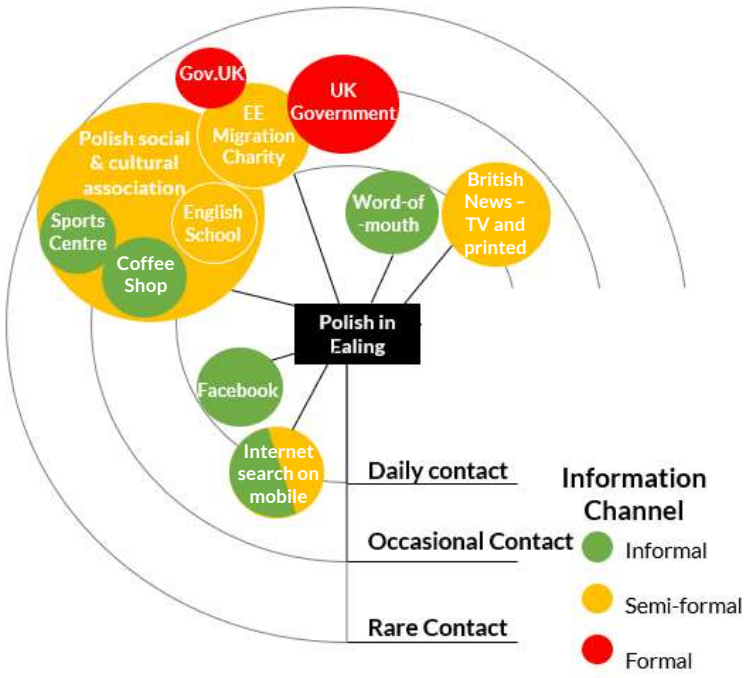 Gov.UK
UK
Government
EE
Migration
Charity
Polish social
& cultural
association
English
School
Sports
Centre
Coffee
Shop
Word-of
-mouth
British
News –
TV and
printed
Polish in
Ealing
Facebook
Internet
search on
mobile
Daily contact
Occasional Contact
Rare Contact
Information
Channel
Informal
Semi-formal
Formal